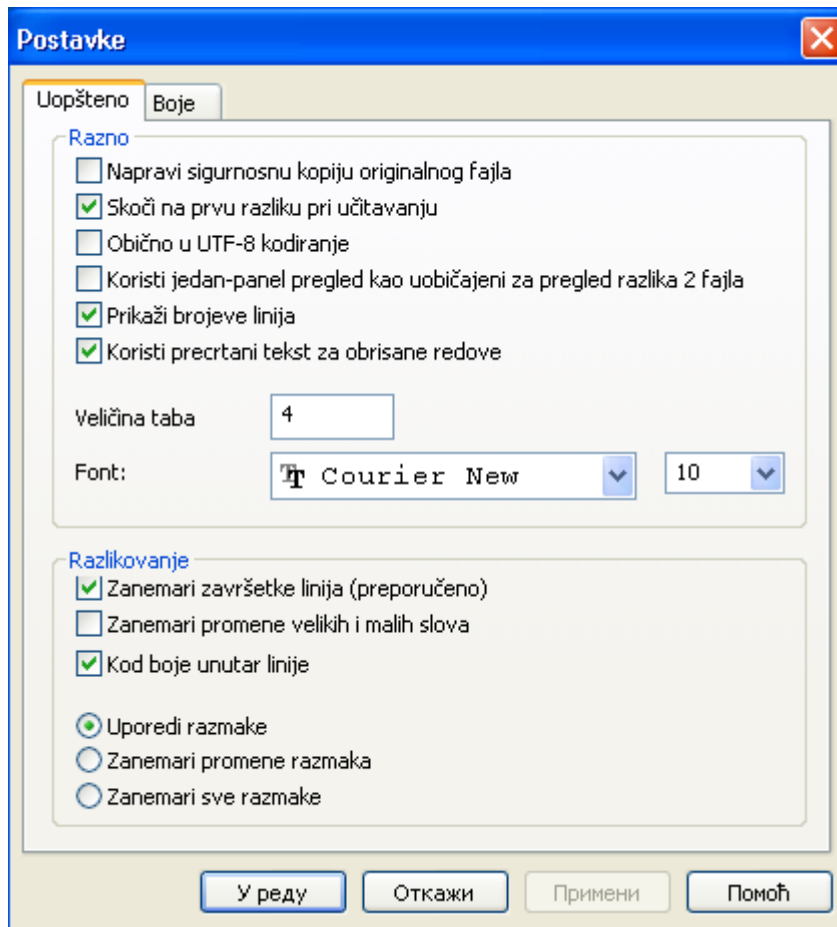 Postavke
Uopšteno Boje
Razno
Napravi sigurnosnu kopiju originalnog fajla
Skoči na prvu razliku pri učitavanju
Obično u UTF-8 kodiranje
Koristi jedan-panel pregled kao uobičajeni za pregled razlika 2 fajla
Prikaži brojeve linija
Koristi precrtani tekst za obrisane redove
Veličina taba 4
Font: Courier New 10
Razlikovanje
Zanemari završetke linija (preporučeno)
Zanemari promene velikih i malih slova
Kod boje unutar linije
Uporedi razmake
Zanemari promene razmaka
Zanemari sve razmake
У реду Откажи Примени Помоћ